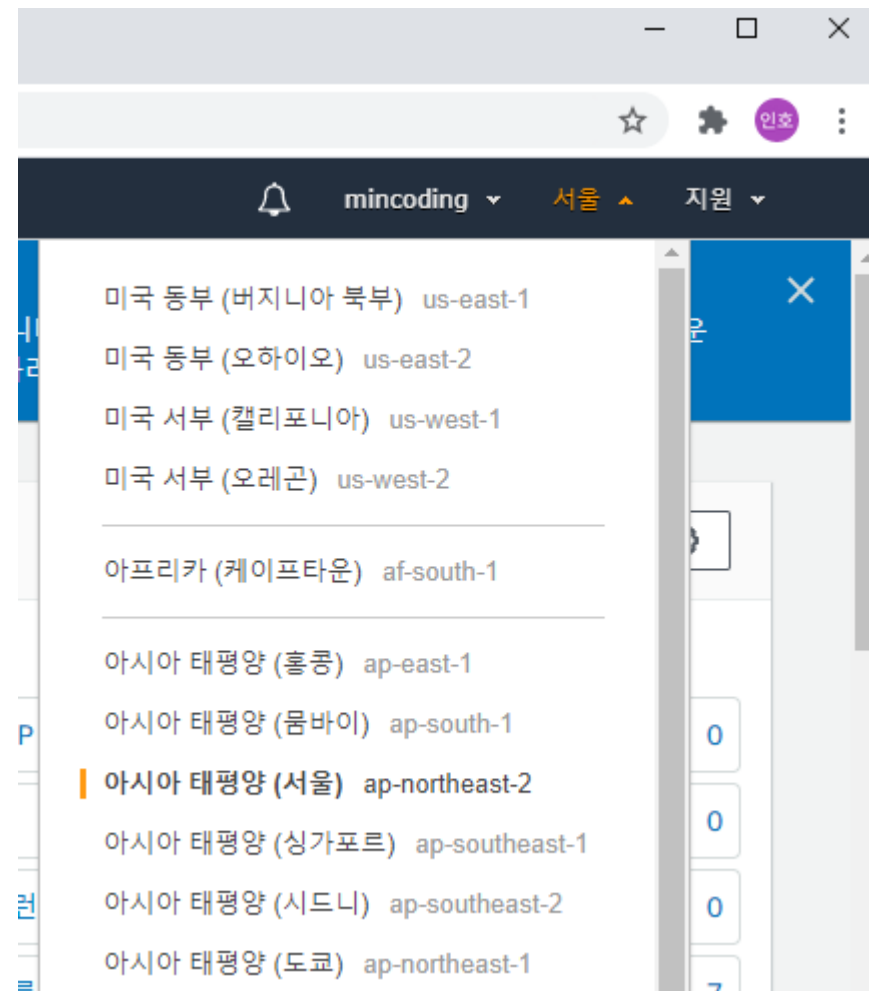 인호
mincoding 서울 지원
미국 동부 (버지니아 북부) us-east-1
미국 동부 (오하이오) us-east-2
미국 서부 (캘리포니아) us-west-1
미국 서부 (오레곤) us-west-2
아프리카 (케이프타운) af-south-1
아시아 태평양 (홍콩) ap-east-1
아시아 태평양 (뭄바이) ap-south-1
P
0
아시아 태평양 (서울) ap-northeast-2
0
아시아 태평양 (싱가포르) ap-southeast-1
아시아 태평양 (시드니) ap-southeast-2
런
0
아시아 태평양 (도쿄) ap-northeast-1